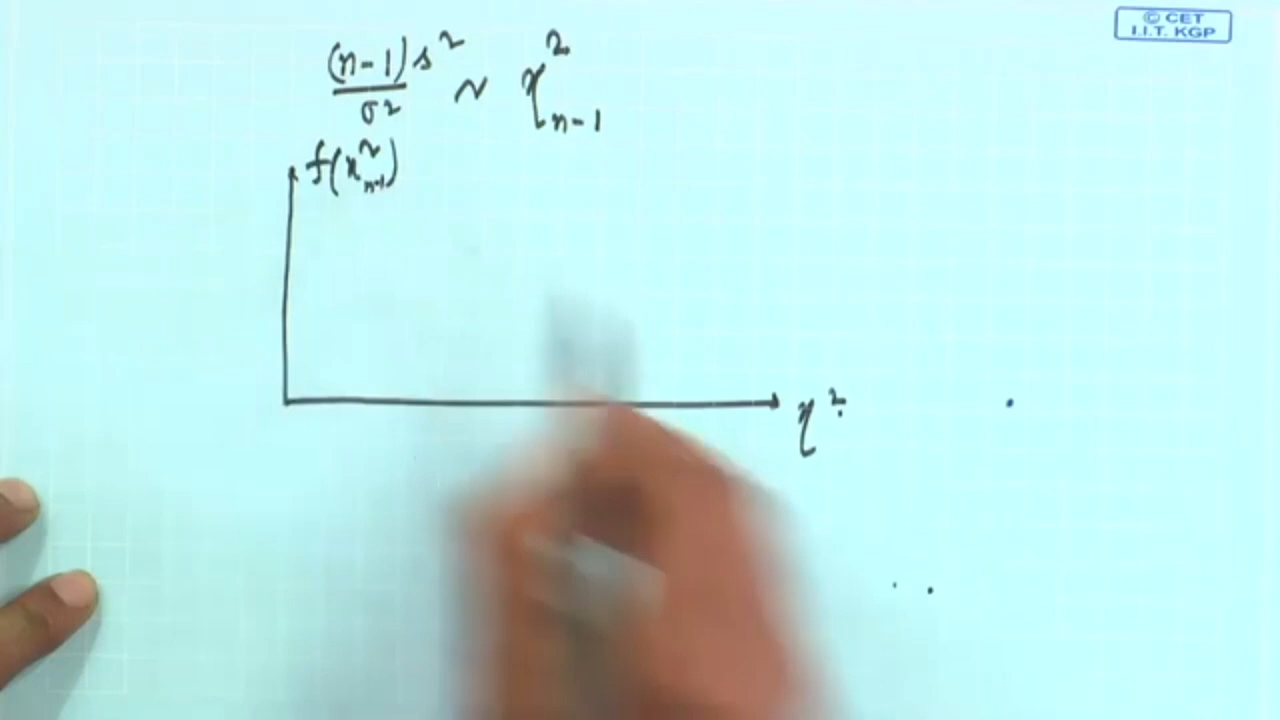 © CET
I.I.T. KGP
(n-1)s²/σ² ~ χ²ₙ₋₁
f(χ²ₙ₋₁)
χ²